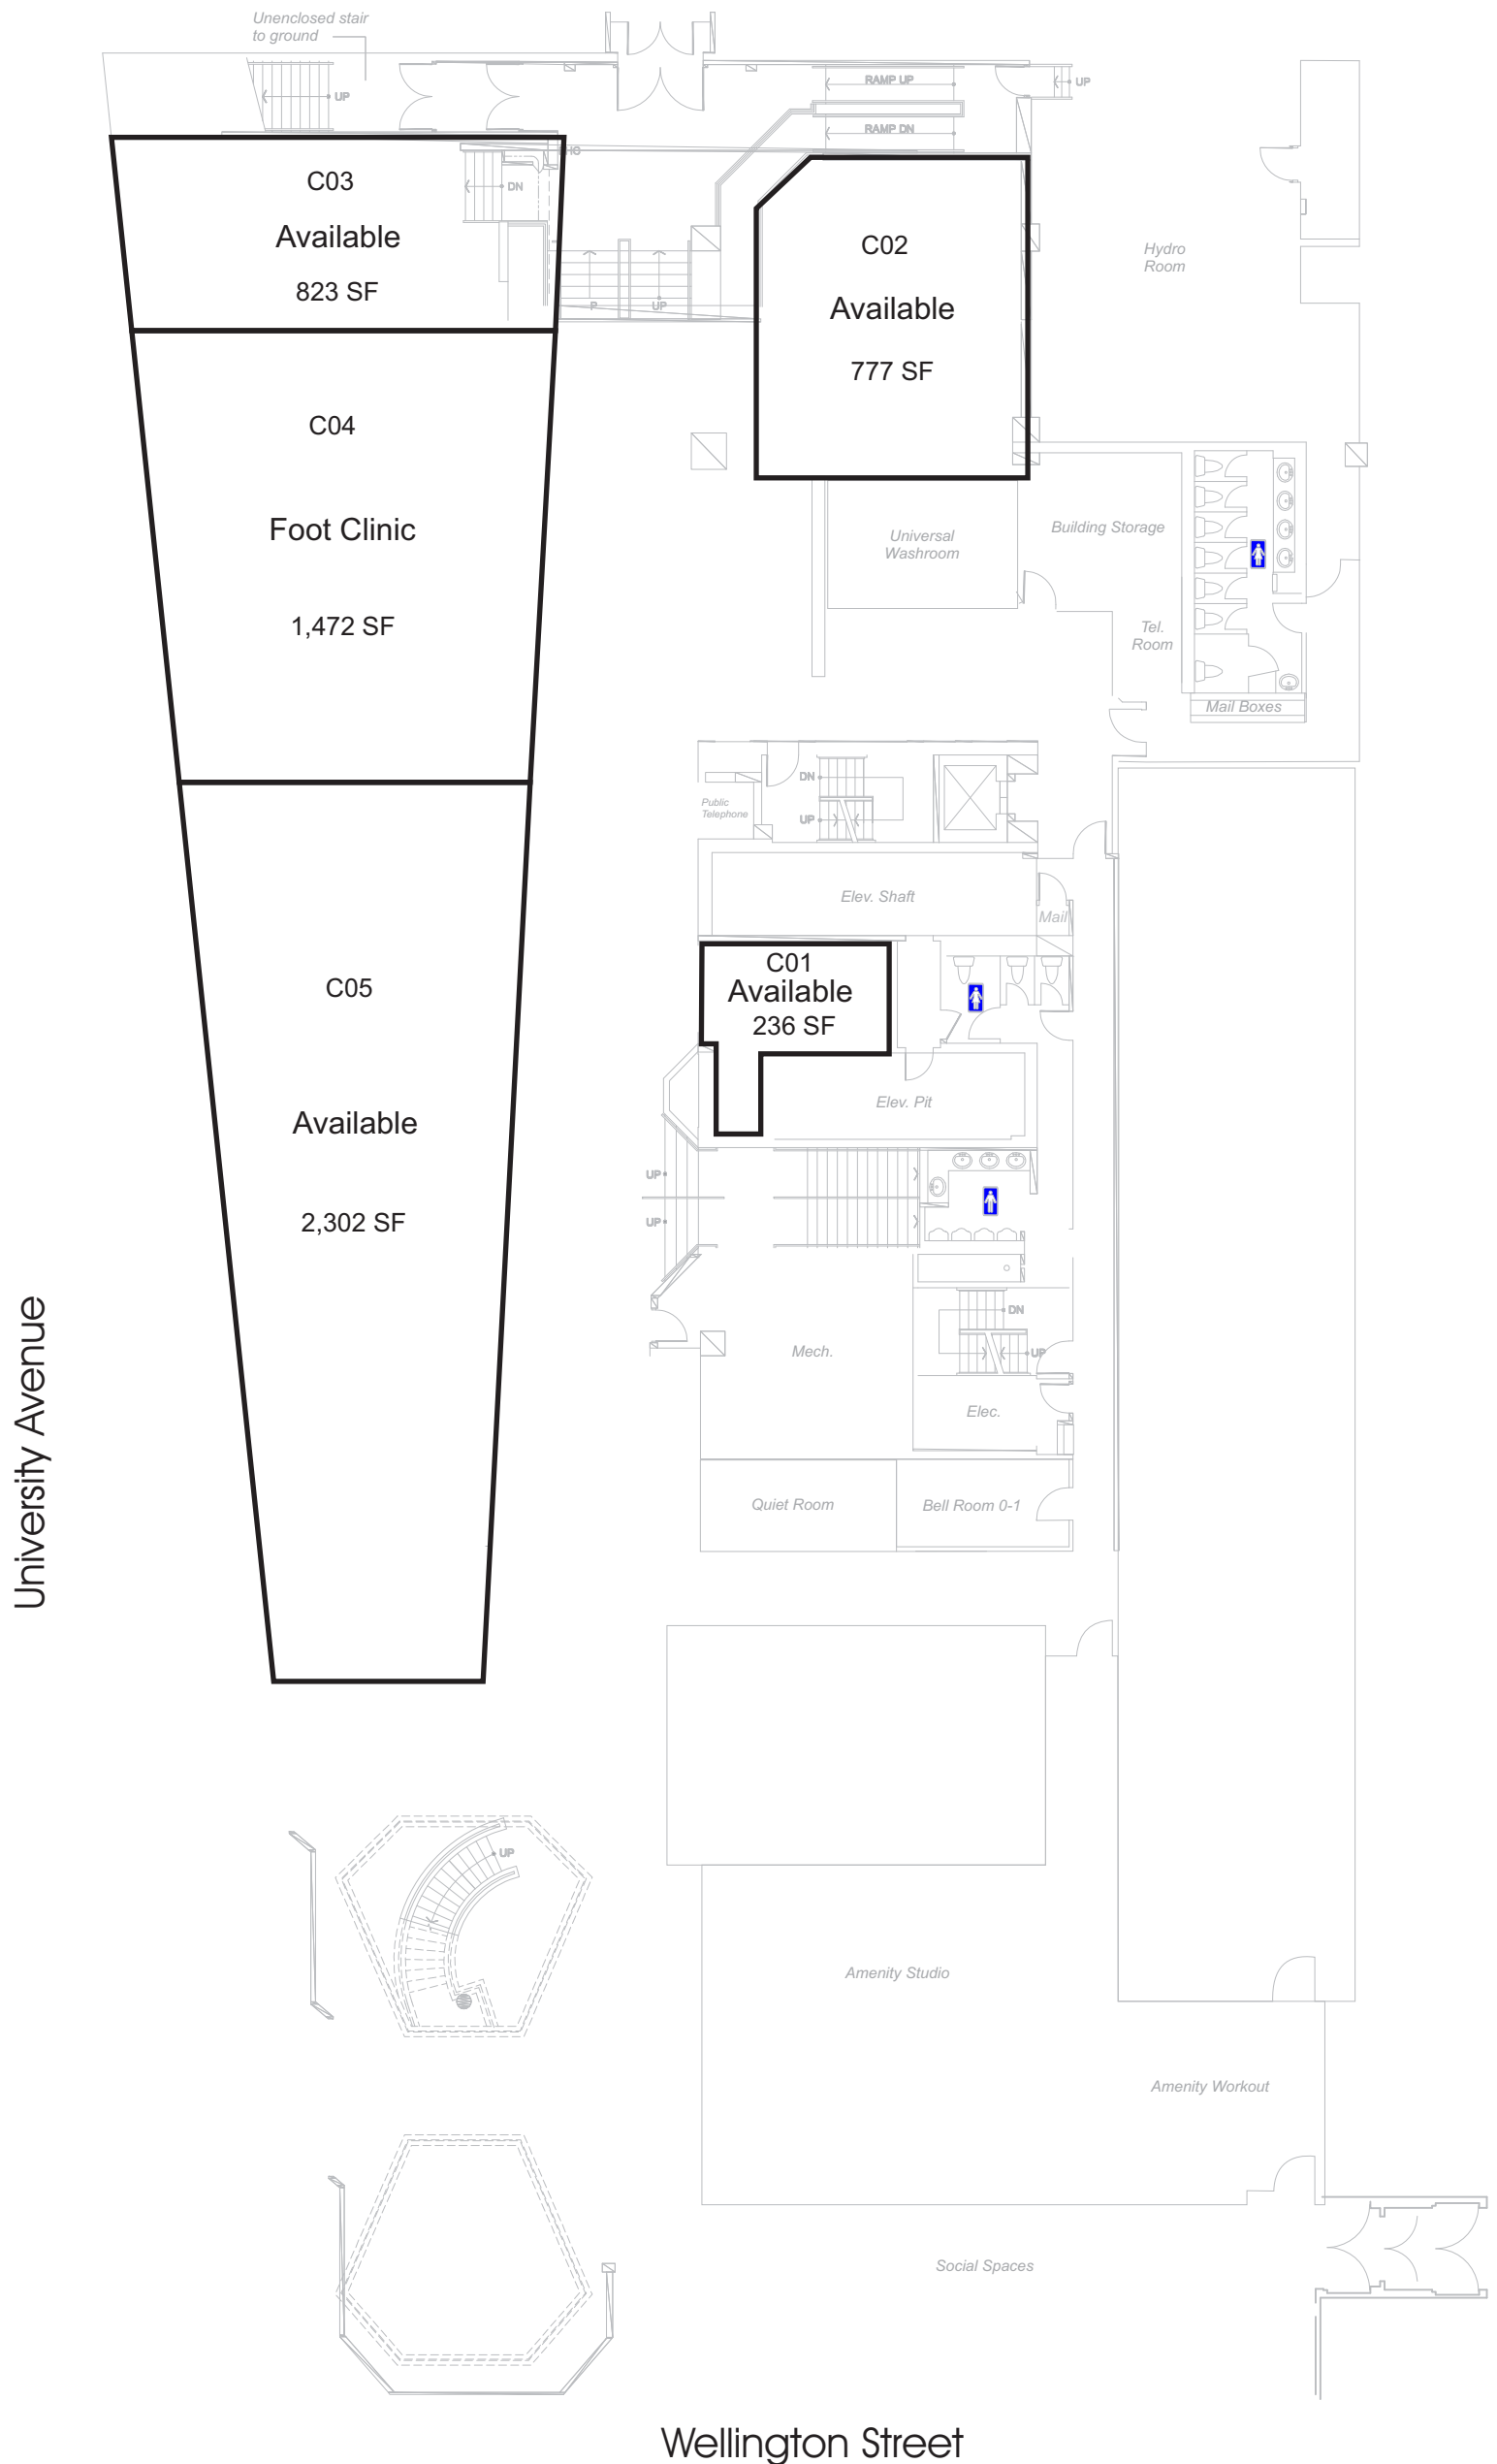 Unenclosed stair
to ground
UP
RAMP UP
UP
RAMP DN
C03
Available
823 SF
DN
C02
Available
777 SF
Hydro
Room
UP
C04
Foot Clinic
1,472 SF
Universal
Washroom
Building Storage
Tel.
Room
Mail Boxes
Public
Telephone
DN
UP
Elev. Shaft
Mail
C01
Available
236 SF
C05
Available
2,302 SF
Elev. Pit
UP
UP
DN
UP
Mech.
Elec.
Quiet Room
Bell Room 0-1
University Avenue
UP
Amenity Studio
Amenity Workout
Social Spaces
Wellington Street